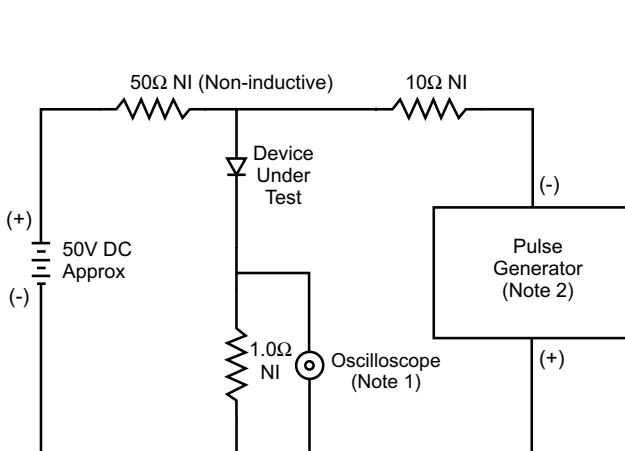 50Ω NI (Non-inductive)
10Ω NI
Device
Under
Test
(-)
(+)
50V DC
Approx
(-)
Pulse
Generator
(Note 2)
1.0Ω
NI
Oscilloscope
(Note 1)
(+)